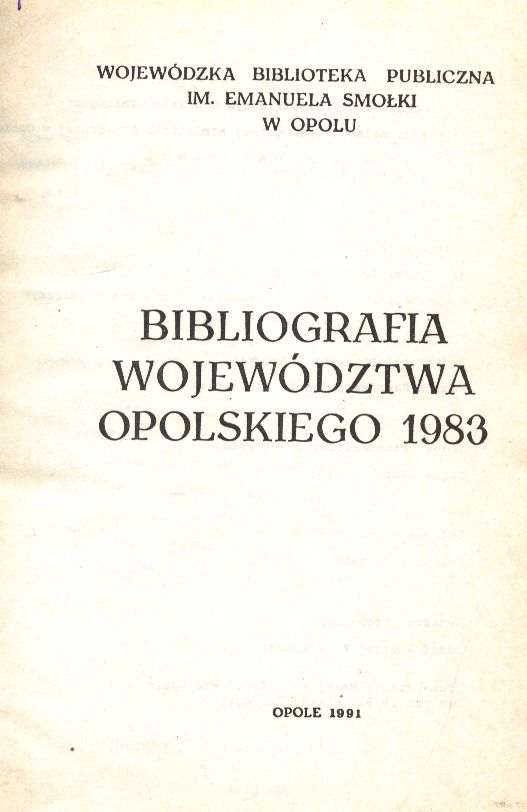 WOJEWÓDZKA BIBLIOTEKA PUBLICZNA
IM. EMANUELA SMOŁKI
W OPOLU
BIBLIOGRAFIA
WOJEWÓDZTWA
OPOLSKIEGO 1983
OPOLE 1991